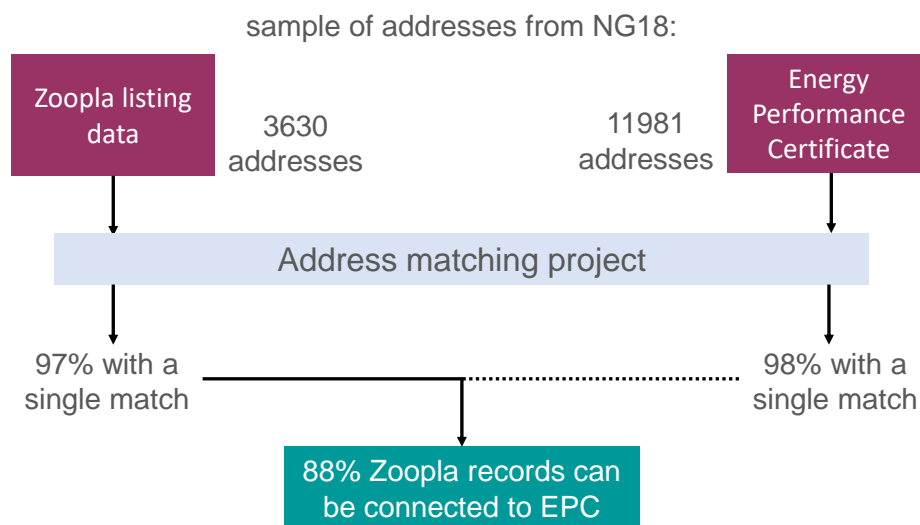 sample of addresses from NG18:
Zoopla listing
data
3630
addresses
11981
addresses
Energy
Performance
Certificate
Address matching project
97% with a
single match
98% with a
single match
88% Zoopla records can
be connected to EPC